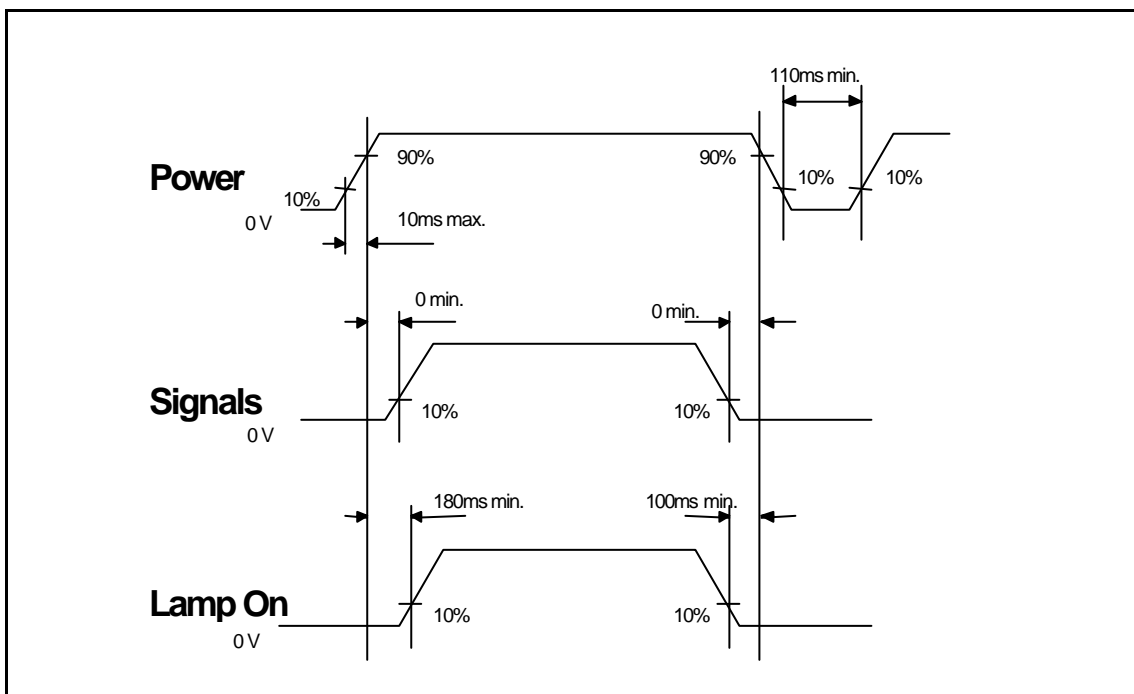 110ms min.
90%
90%
Power
10%
10%
10%
0 V
10ms max.
0 min.
0 min.
Signals
10%
10%
0 V
180ms min.
100ms min.
Lamp On
10%
10%
0 V